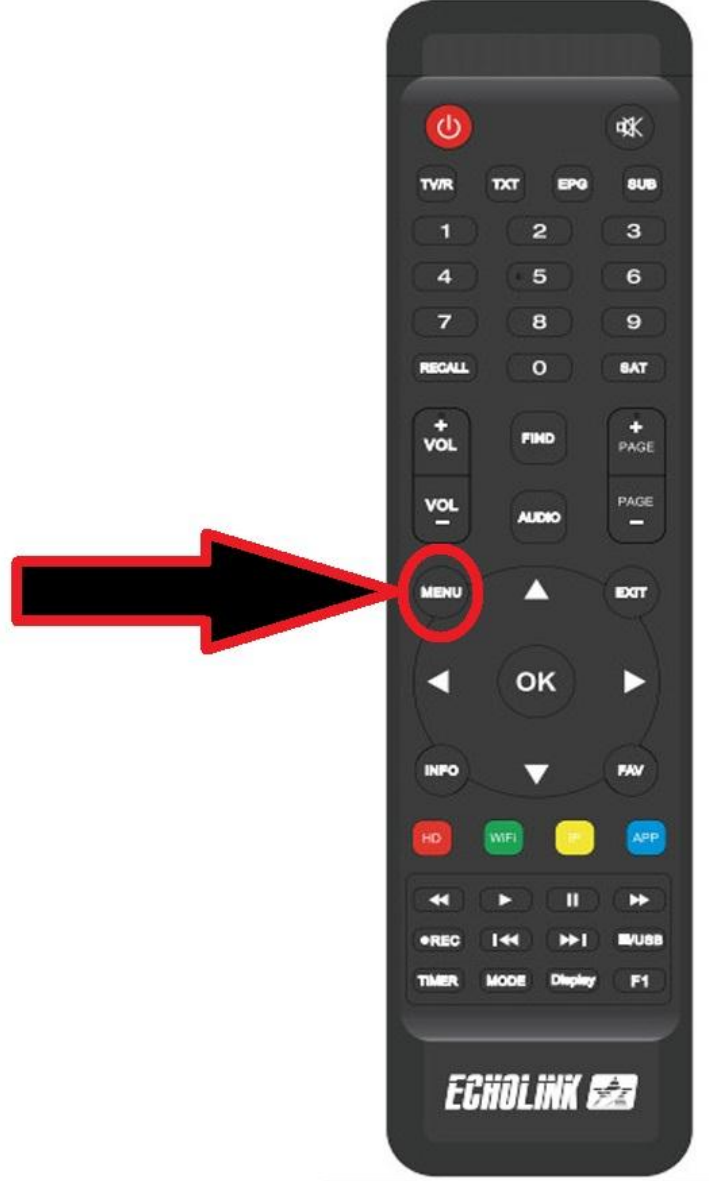 TV/R TXT EPG SUB
1 2 3
4 5 6
7 8 9
RECALL 0 SAT
+ + 
VOL FIND PAGE
VOL AUDIO PAGE
- -
MENU EXIT
OK
INFO FAV
HD WiFi IP APP
●REC ■/USB
TIMER MODE Display F1
ECHOLINK